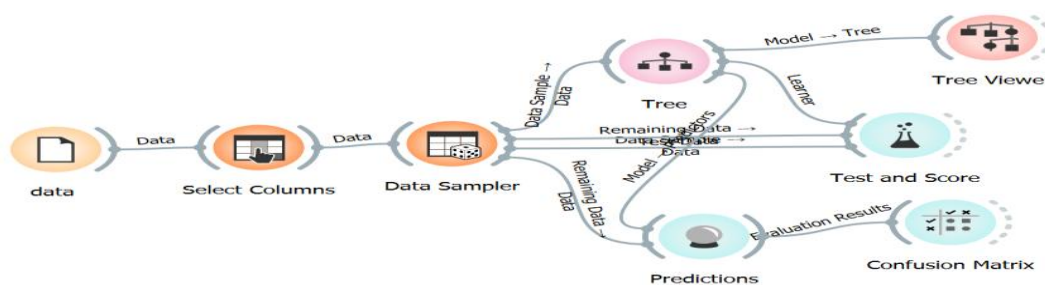 Model → Tree
Tree Viewer
Data Sample →
Data
Tree
Learner
Data
Data
data
Select Columns
Data Sampler
Remaining Data →
Data
Test and Score
Remaining Data →
Data
Model →
Evaluation Results
Predictions
Confusion Matrix